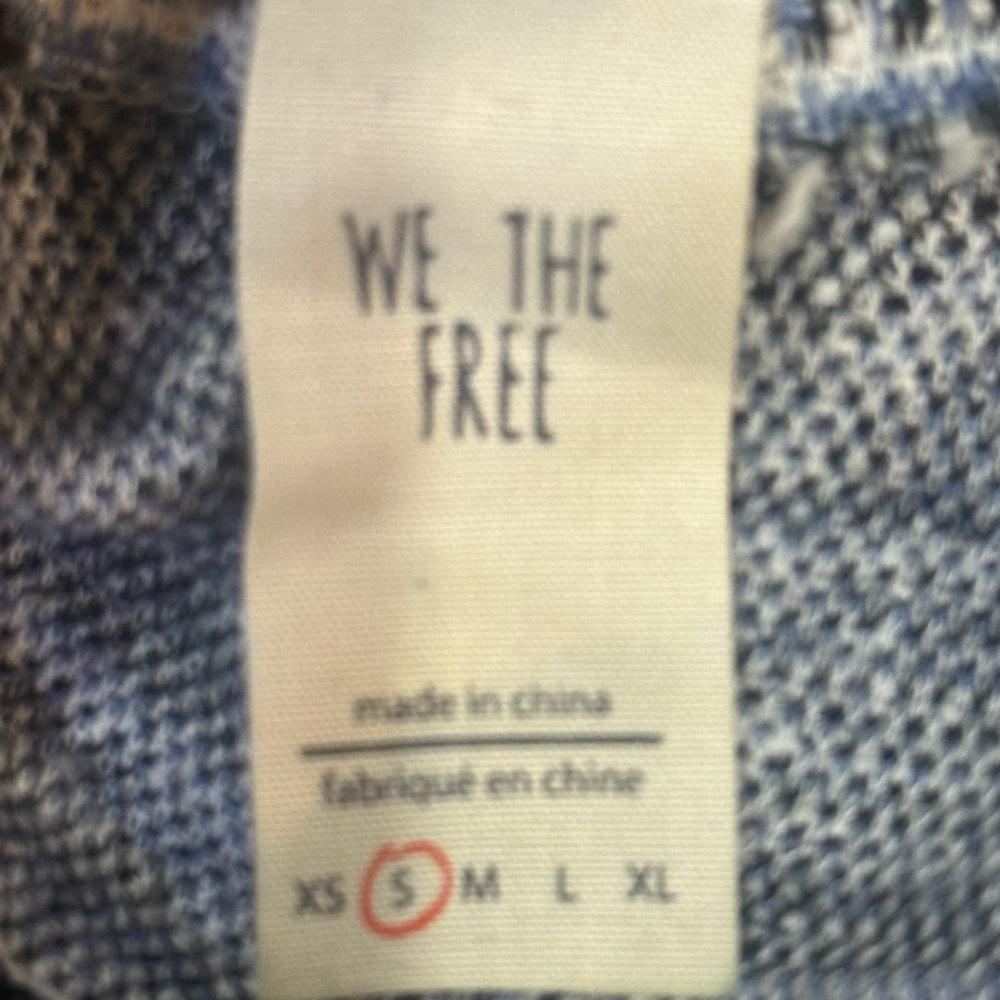 WE THE
FREE
made in china
fabriqué en chine
XS S M L XL